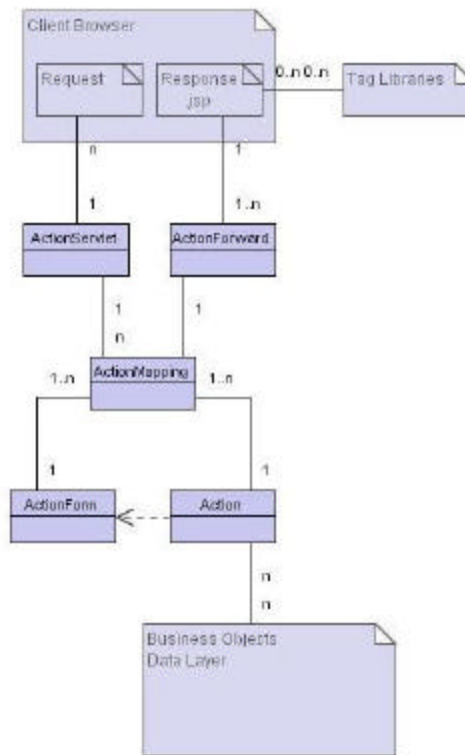 Client Browser
Request
Response
jsp
0..n 0..n
Tag Libraries
n
1
1
1..n
ActionServlet
ActionForward
1
n
1
ActionMapping
1..n
1..n
1
1
ActionForm
Action
n
n
Business Objects
Data Layer